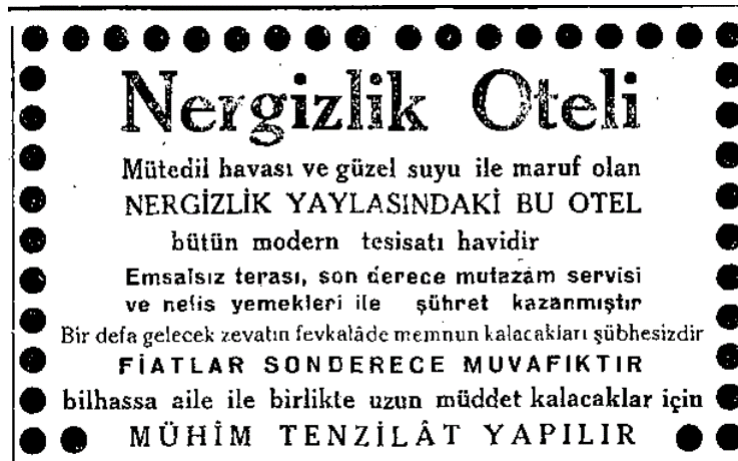 Nergizlik Oteli
Mütedil havası ve güzel suyu ile maruf olan
NERGİZLİK YAYLASINDAKİ BU OTEL
bütün modern tesisatı havidir
Emsalsız terası, son derece mutazam servisi
ve nefis yemekleri ile şühret kazanmıştır
Bir defa gelecek zevatın fevkalâde memnun kalacakları şübhesizdir
FİATLAR SONDERECE MUVAFIKTIR
bilhassa aile ile birlikte uzun müddet kalacaklar için
MÜHİM TENZİLÂT YAPILIR